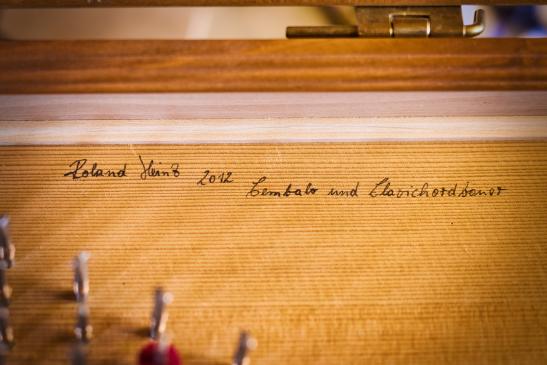 Roland Heinz 2012 Cembalo und Clavichordbauer